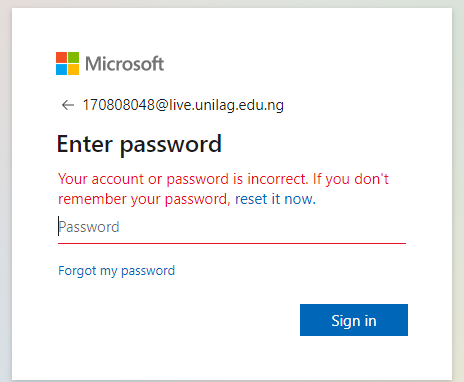 Microsoft
← 170808048@live.unilag.edu.ng
Enter password
Your account or password is incorrect. If you don't
remember your password, reset it now.
Password
Forgot my password
Sign in